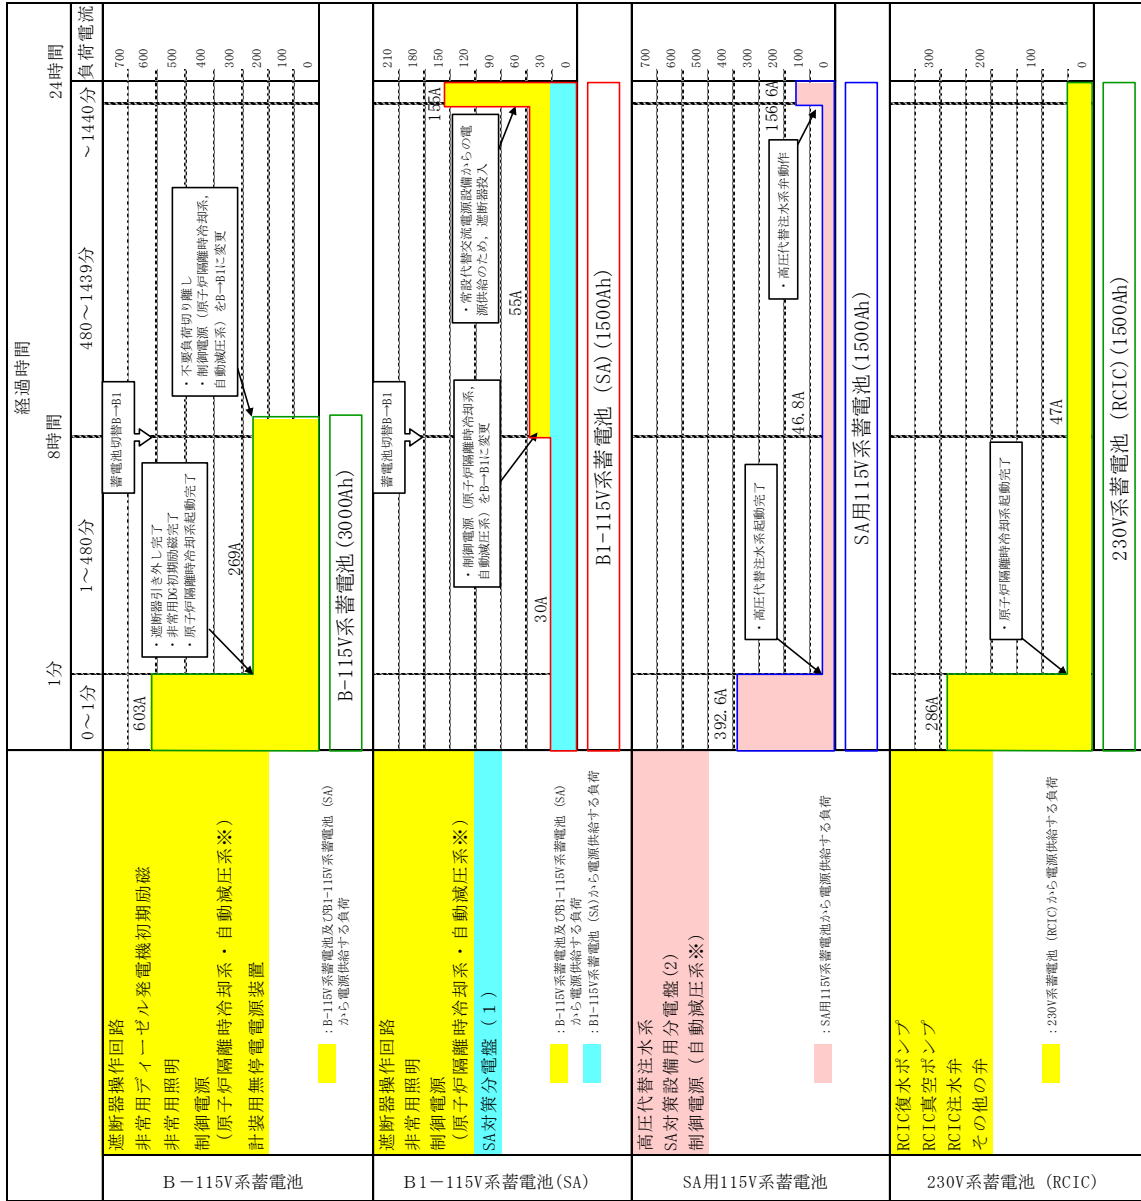 経過時間
1分
8時間
24時間
0～1分
1～480分
480～1439分
～1440分
負荷電流
B－115V系蓄電池
遮断器操作回路
非常用ディーゼル発電機初期励磁
非常用照明
制御電源
(原子炉隔離時冷却系・自動減圧系※)
計装用無停電電源装置
：B-115V系蓄電池及びB1-115V系蓄電池 (SA)
から電源供給する負荷
603A
269A
・遮断器引き外し完了
・非常用DG初期励磁完了
・原子炉隔離時冷却系起動完了
蓄電池切替B→B1
・不要負荷切り離し
・制御電源（原子炉隔離時冷却系,
自動減圧系）をB→B1に変更
700
600
500
400
300
200
100
0
B-115V系蓄電池(3000Ah)
B1－115V系蓄電池(SA)
遮断器操作回路
非常用照明
制御電源
(原子炉隔離時冷却系・自動減圧系※)
SA対策分電盤 (1)
：B-115V系蓄電池及びB1-115V系蓄電池 (SA)
から電源供給する負荷
：B1-115V系蓄電池 (SA)から電源供給する負荷
30A
55A
155A
蓄電池切替B→B1
・制御電源（原子炉隔離時冷却系,
自動減圧系）をB→B1に変更
・常設代替交流電源設備からの電
源供給のため，遮断器投入
210
180
150
120
90
60
30
0
B1-115V系蓄電池 (SA)(1500Ah)
SA用115V系蓄電池
高圧代替注水系
SA対策設備用分電盤(2)
制御電源 (自動減圧系※)
：SA用115V系蓄電池から電源供給する負荷
392.6A
46.8A
156.6A
・高圧代替注水系起動完了
・高圧代替注水系弁動作
700
600
500
400
300
200
100
0
SA用115V系蓄電池(1500Ah)
230V系蓄電池 (RCIC)
RCIC復水ポンプ
RCIC真空ポンプ
RCIC注水弁
その他の弁
：230V系蓄電池 (RCIC)から電源供給する負荷
286A
47A
・原子炉隔離時冷却系起動完了
300
200
100
0
230V系蓄電池 (RCIC)(1500Ah)